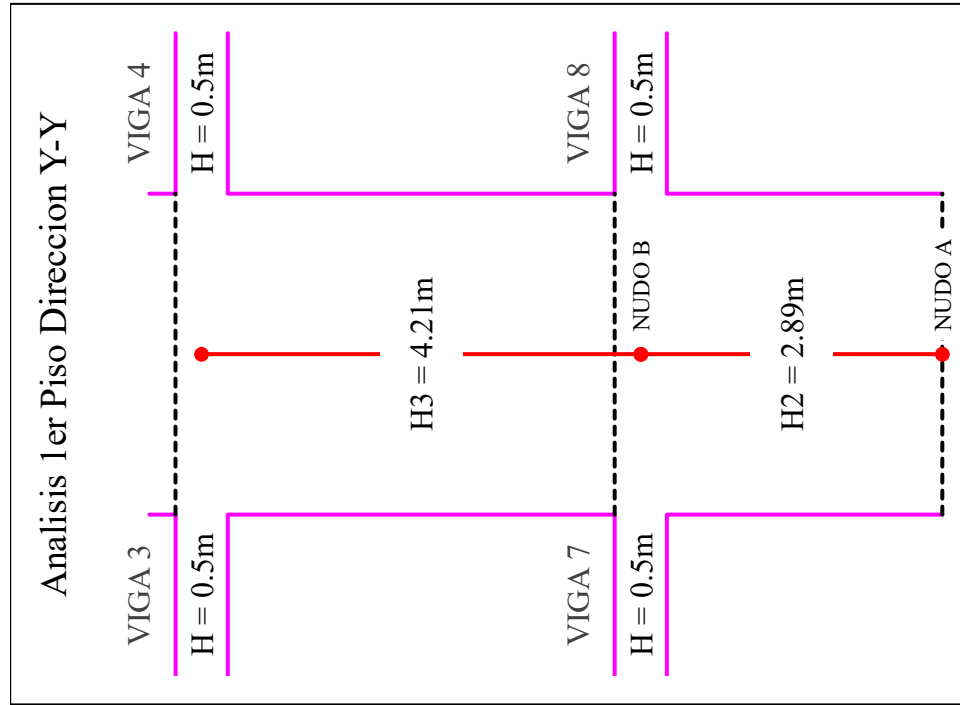 Analisis 1er Piso Direccion Y-Y
VIGA 3
VIGA 4
H = 0.5m
H = 0.5m
H3 = 4.21m
VIGA 7
VIGA 8
H = 0.5m
H = 0.5m
NUDO B
H2 = 2.89m
NUDO A